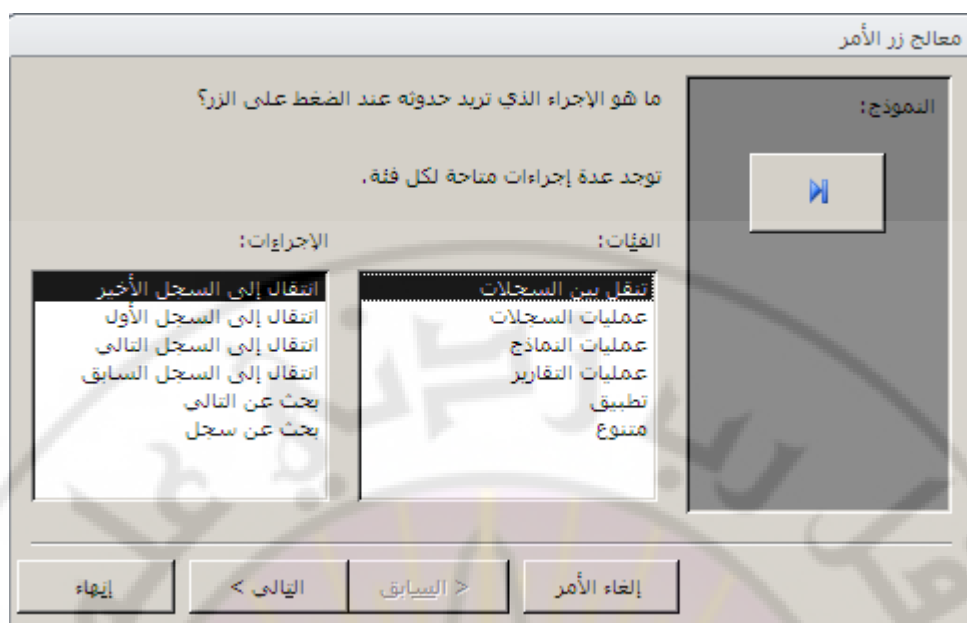 معالج زر الأمر
النموذج:
ما هو الإجراء الذي تريد حدوثه عند الضغط على الزر؟
توجد عدة إجراءات متاحة لكل فئة.
الفئات:
تنقل بين السجلات
عمليات السجلات
عمليات النماذج
عمليات التقارير
تطبيق
متنوع
الإجراءات:
انتقال إلى السجل الأخير
انتقال إلى السجل الأول
انتقال إلى السجل التالي
انتقال إلى السجل السابق
بحث عن التالي
بحث عن سجل
إلغاء الأمر
< السابق
التالى >
إنهاء